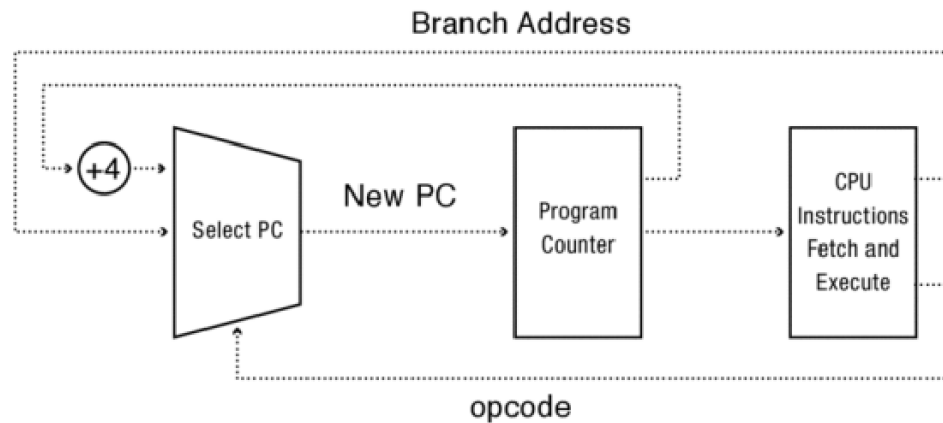 Branch Address
+4
Select PC
New PC
Program
Counter
CPU
Instructions
Fetch and
Execute
opcode